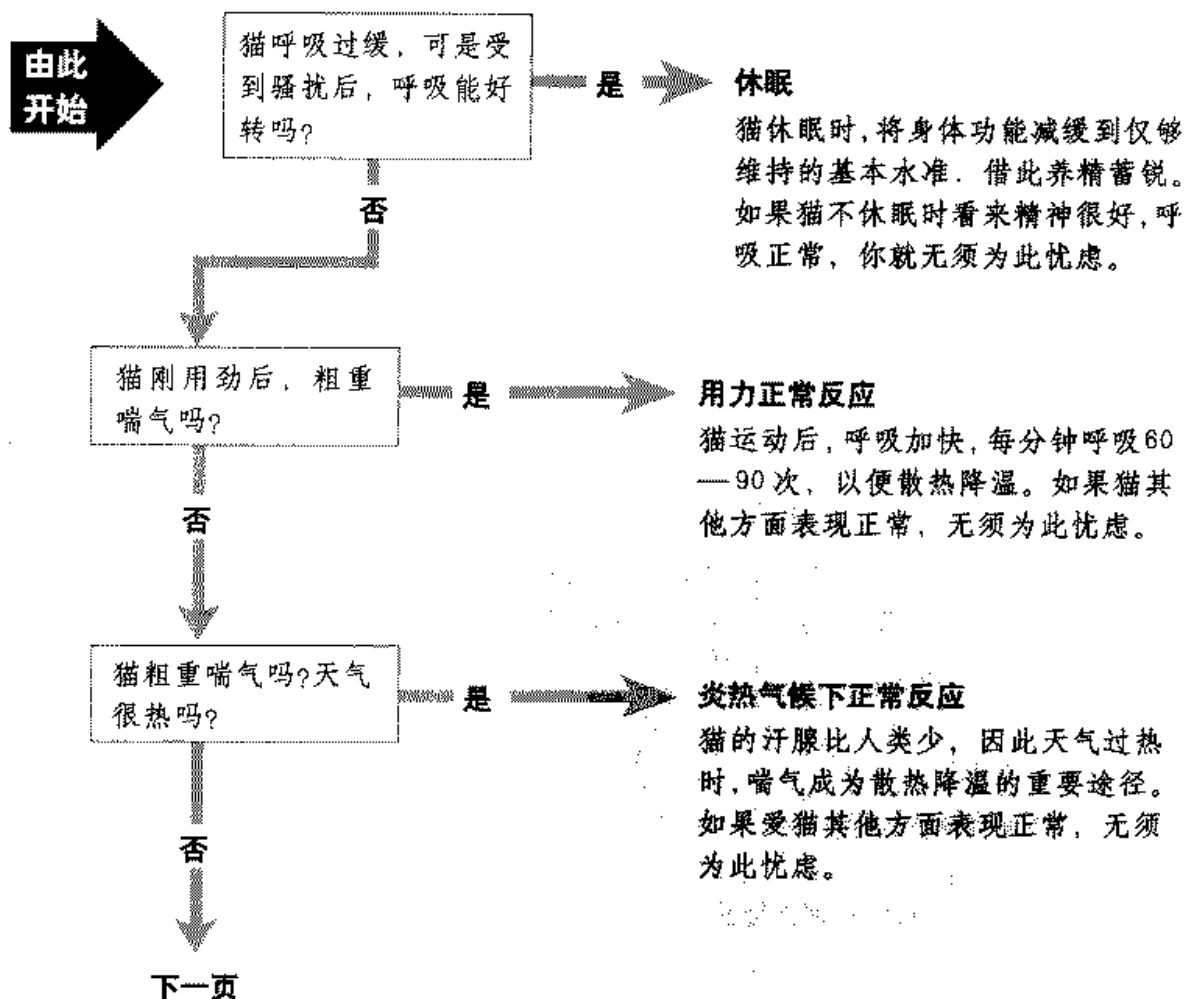 由此
开始
猫呼吸过缓，可是受
到骚扰后，呼吸能好
转吗?
是
休眠
猫休眠时,将身体功能减缓到仅够
维持的基本水准．借此养精蓄锐。
如果猫不休眠时看来精神很好,呼
吸正常，你就无须为此忧虑。
否
猫刚用劲后，粗重
喘气吗?
是
用力正常反应
猫运动后,呼吸加快,每分钟呼吸60
—90次、以便散热降温。如果猫其
他方面表现正常，无须为此忧虑。
否
猫粗重喘气吗?天气
很热吗?
是
炎热气候下正常反应
猫的汗腺比人类少，因此天气过热
时,喘气成为散热降温的重要途径。
如果爱猫其他方面表现正常，无须
为此忧虑。
否
下一页